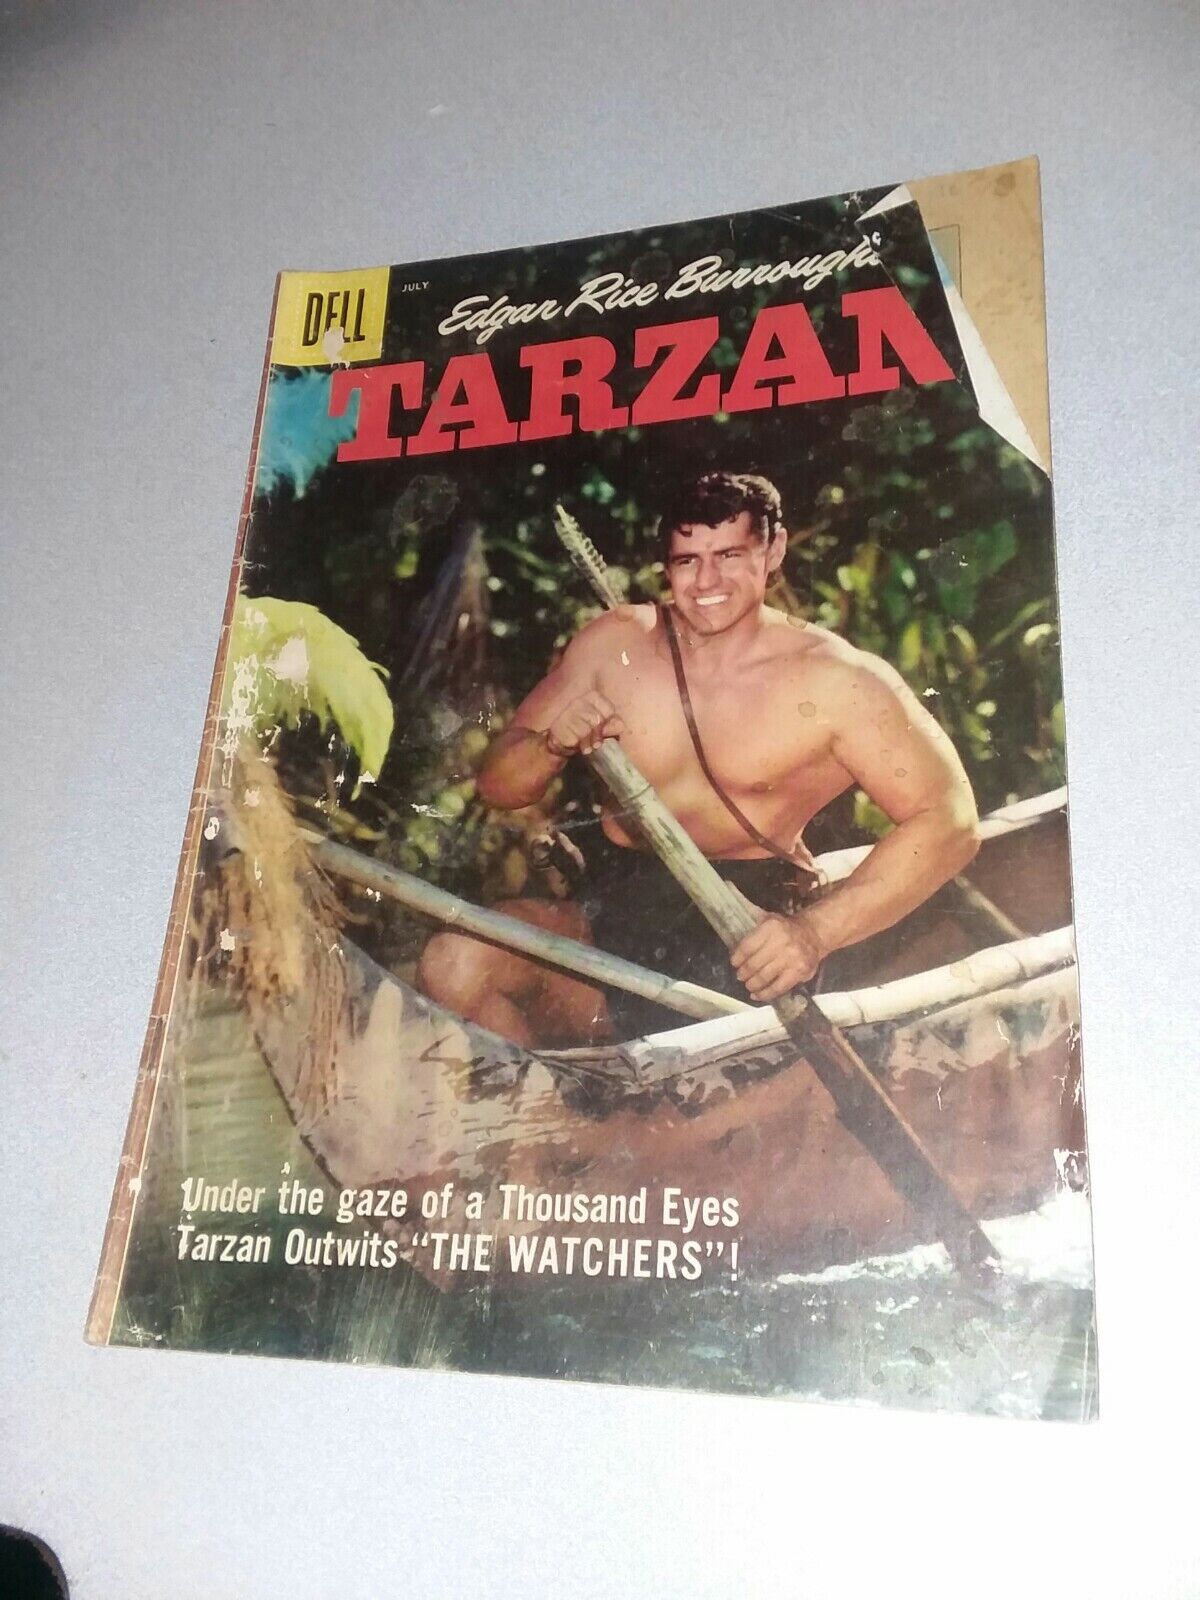 DELL
JULY
Edgar Rice Burroughs
TARZAN
Under the gaze of a Thousand Eyes
Tarzan Outwits "THE WATCHERS"!